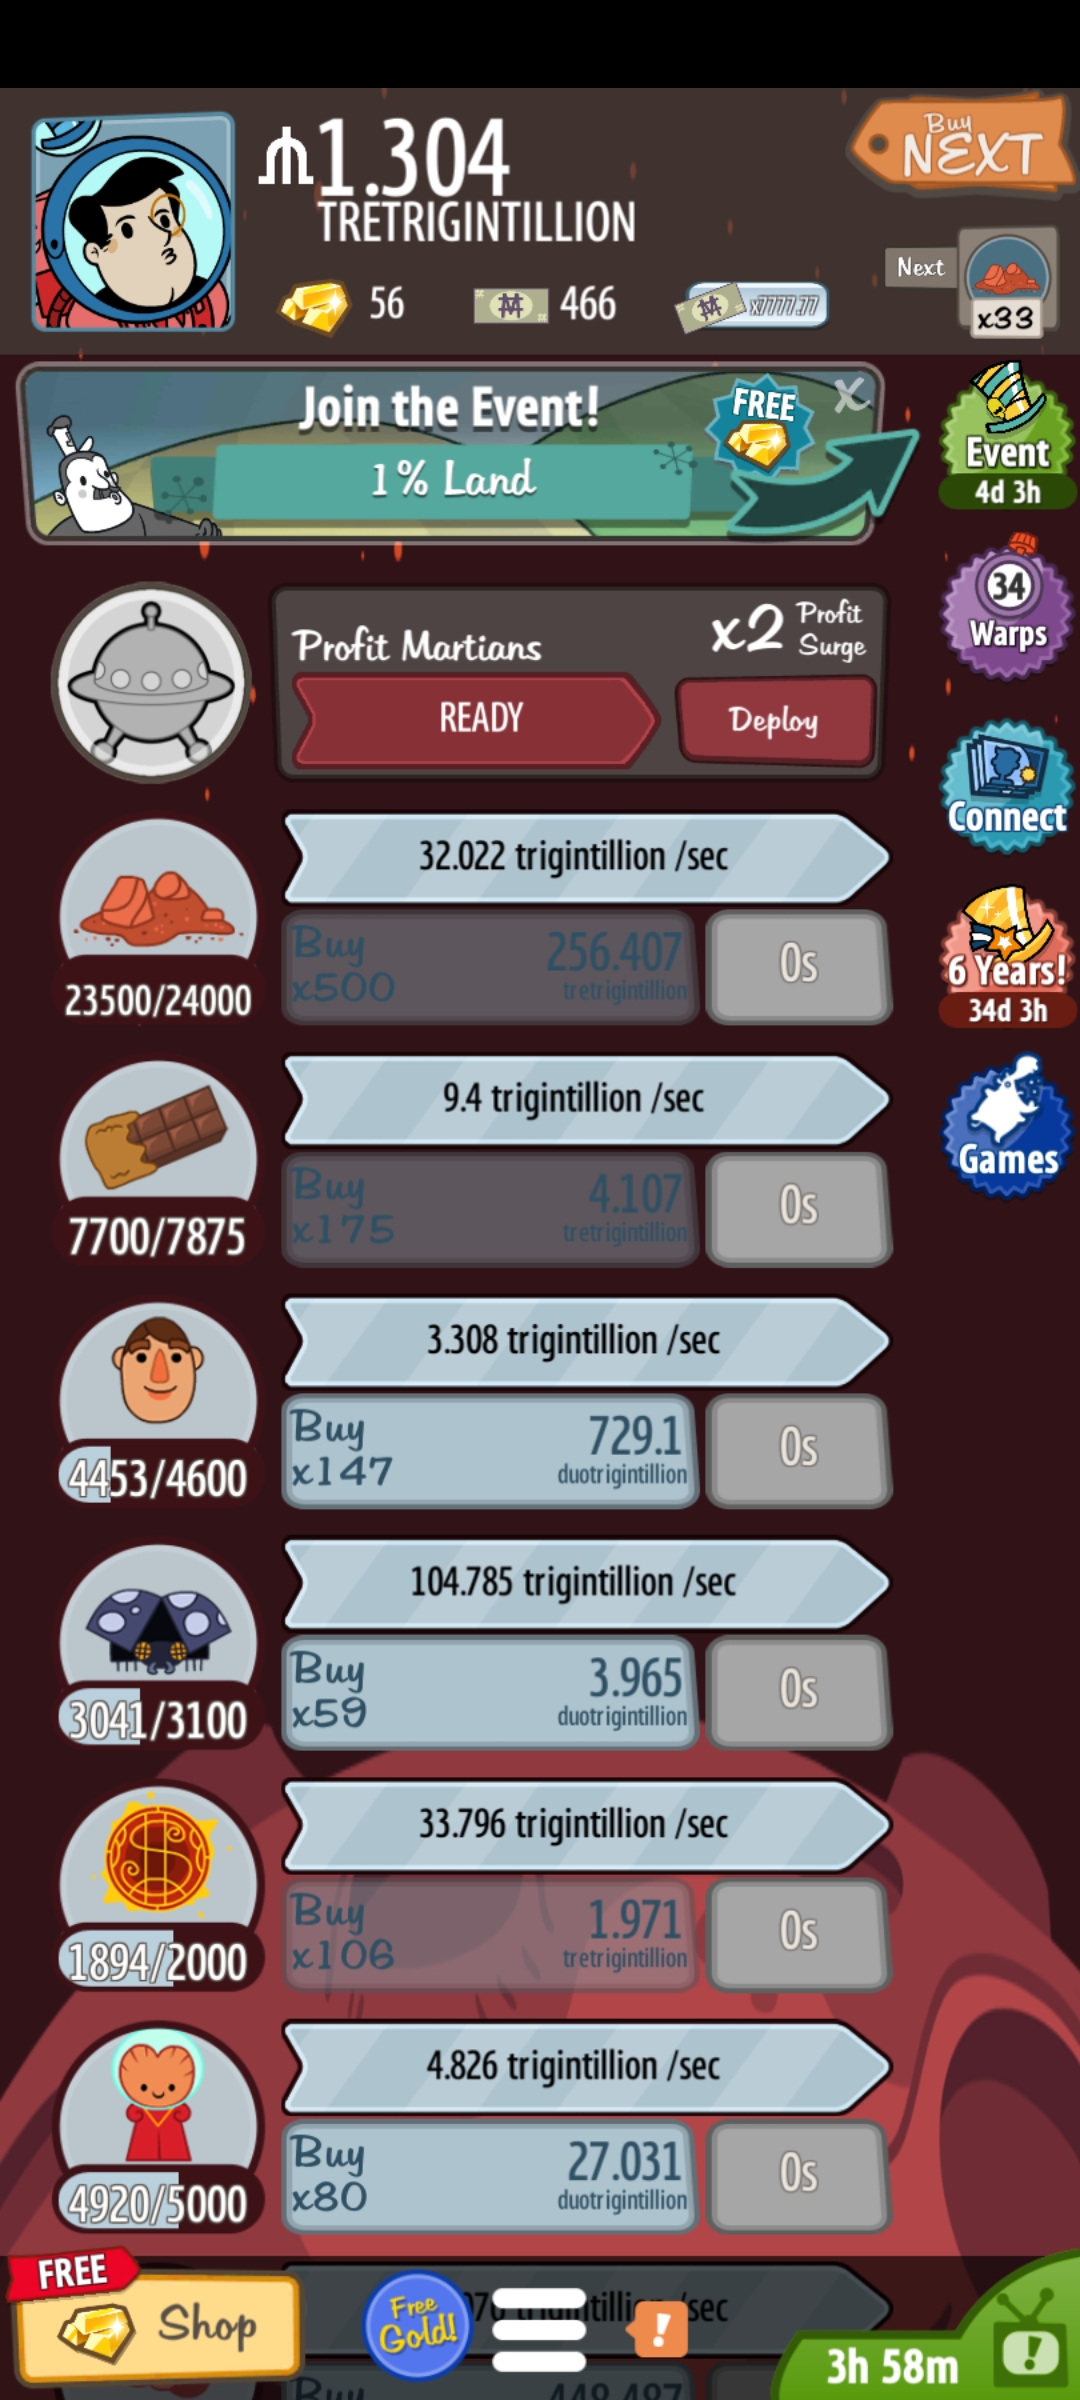 1.304
TRETRIGINTILLION
Buy
NEXT
56
466
x7777.77
Next
x33
Join the Event!
1% Land
FREE
X
Event
4d 3h
Profit Martians
x2 Profit Surge
READY
Deploy
34
Warps
Connect
6 Years!
34d 3h
Games
32.022 trigintillion /sec
23500/24000
Buy
x500
256.407
tretrigintillion
0s
9.4 trigintillion /sec
7700/7875
Buy
x175
4.107
tretrigintillion
0s
3.308 trigintillion /sec
4453/4600
Buy
x147
729.1
duotrigintillion
0s
104.785 trigintillion /sec
3041/3100
Buy
x59
3.965
duotrigintillion
0s
33.796 trigintillion /sec
1894/2000
Buy
x106
1.971
tretrigintillion
0s
4.826 trigintillion /sec
4920/5000
Buy
x80
27.031
duotrigintillion
0s
FREE
Shop
Free
Gold!
!
sec
Buy
448.487
3h 58m
!